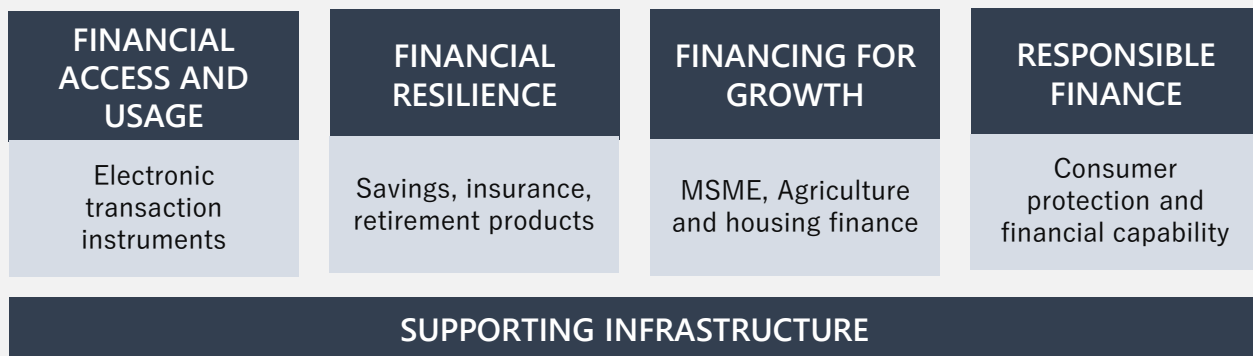 FINANCIAL
ACCESS AND
USAGE
Electronic
transaction
instruments
FINANCIAL
RESILIENCE
Savings, insurance,
retirement products
FINANCING FOR
GROWTH
MSME, Agriculture
and housing finance
RESPONSIBLE
FINANCE
Consumer
protection and
financial capability
SUPPORTING INFRASTRUCTURE